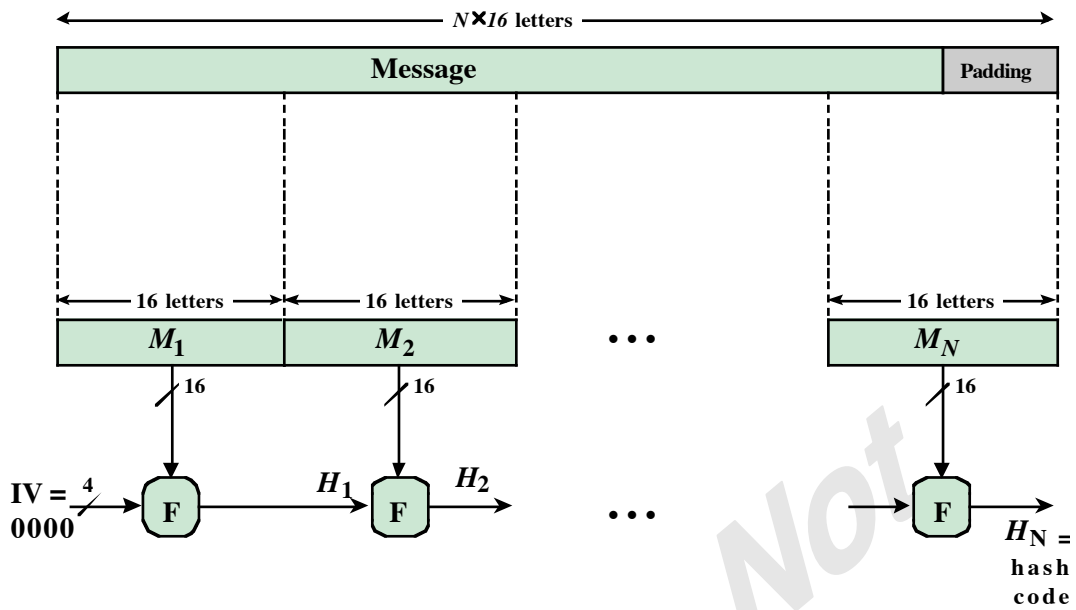 N×16 letters
Message
Padding
16 letters
16 letters
16 letters
M1
M2
• • •
MN
16
16
16
IV =
0000
4
F
H1
F
H2
• • •
F
HN =
hash
code
Not